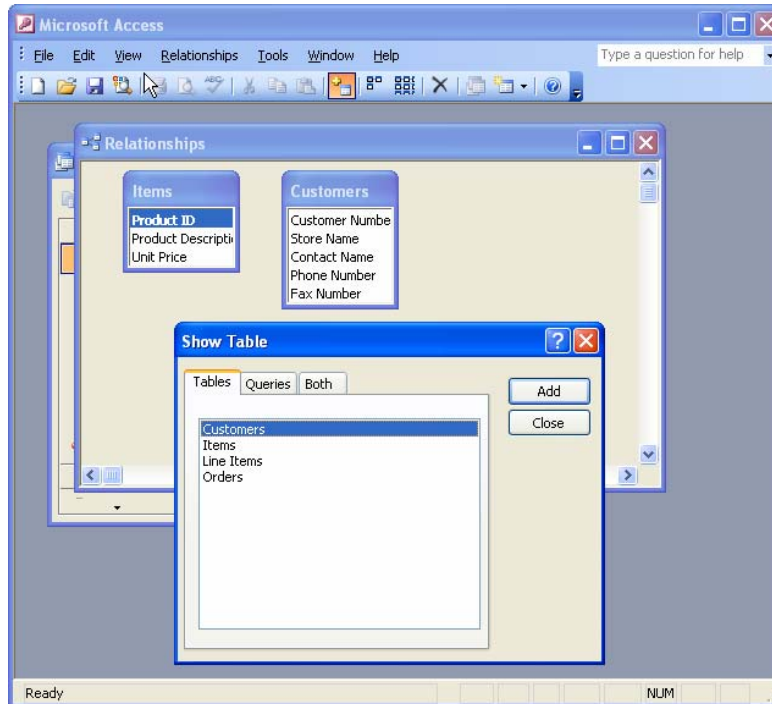 Microsoft Access
File Edit View Relationships Tools Window Help
Type a question for help
Relationships
Items
Product ID
Product Descripti
Unit Price
Customers
Customer Numbe
Store Name
Contact Name
Phone Number
Fax Number
Show Table
Tables Queries Both
Customers
Items
Line Items
Orders
Add
Close
Ready
NUM